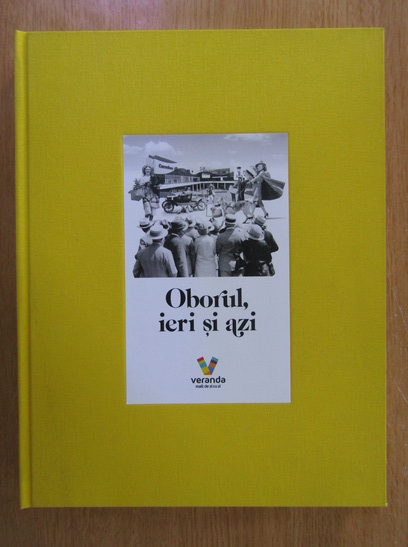 Oborul,
ieri și azi
veranda